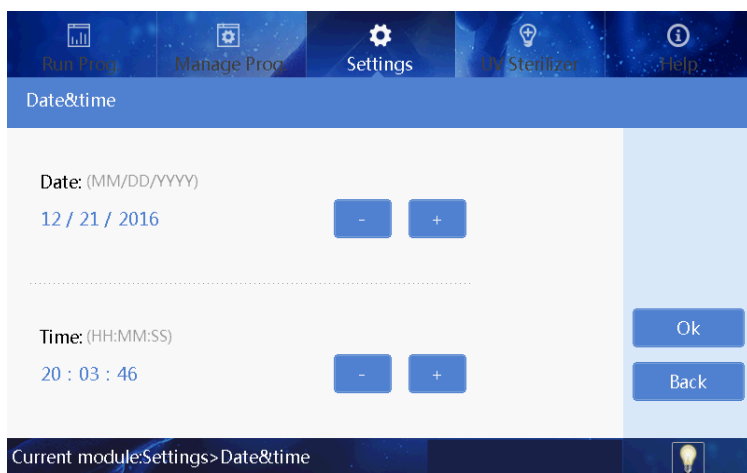 Run Prog.
Manage Prog.
Settings
UV Sterilizer
Help
Date&time
Date: (MM/DD/YYYY)
12 / 21 / 2016
- +
Time: (HH:MM:SS)
20 : 03 : 46
- +
Ok
Back
Current module:Settings>Date&time